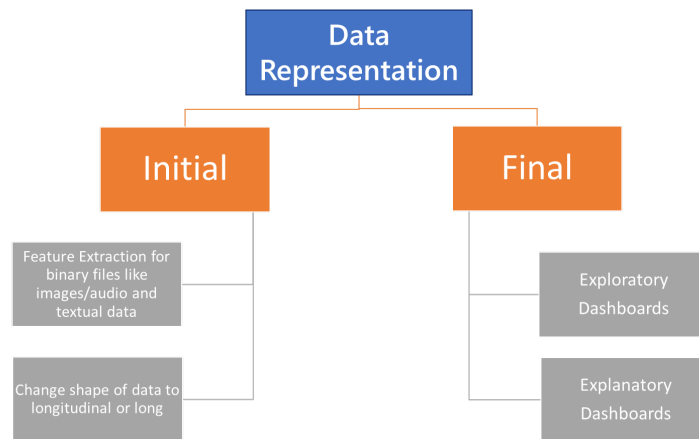 Data
Representation
Initial
Final
Feature Extraction for
binary files like
images/audio and
textual data
Change shape of data to
longitudinal or long
Exploratory
Dashboards
Explanatory
Dashboards